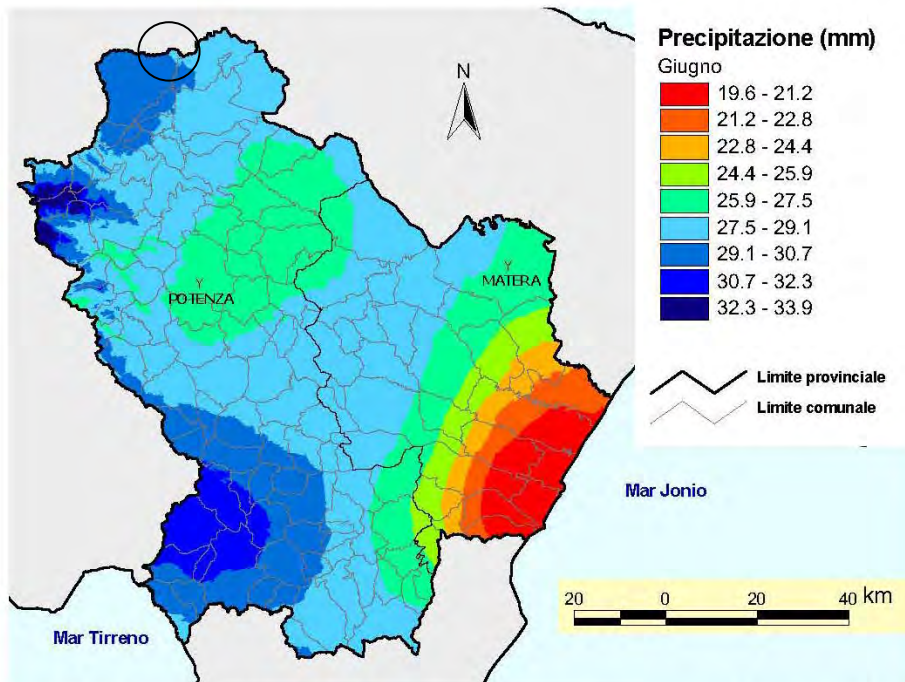 Precipitazione (mm)
Giugno
19.6 - 21.2
21.2 - 22.8
22.8 - 24.4
24.4 - 25.9
25.9 - 27.5
27.5 - 29.1
29.1 - 30.7
30.7 - 32.3
32.3 - 33.9
Limite provinciale
Limite comunale
N
POTENZA
MATERA
Mar Jonio
Mar Tirreno
20 0 20 40 km